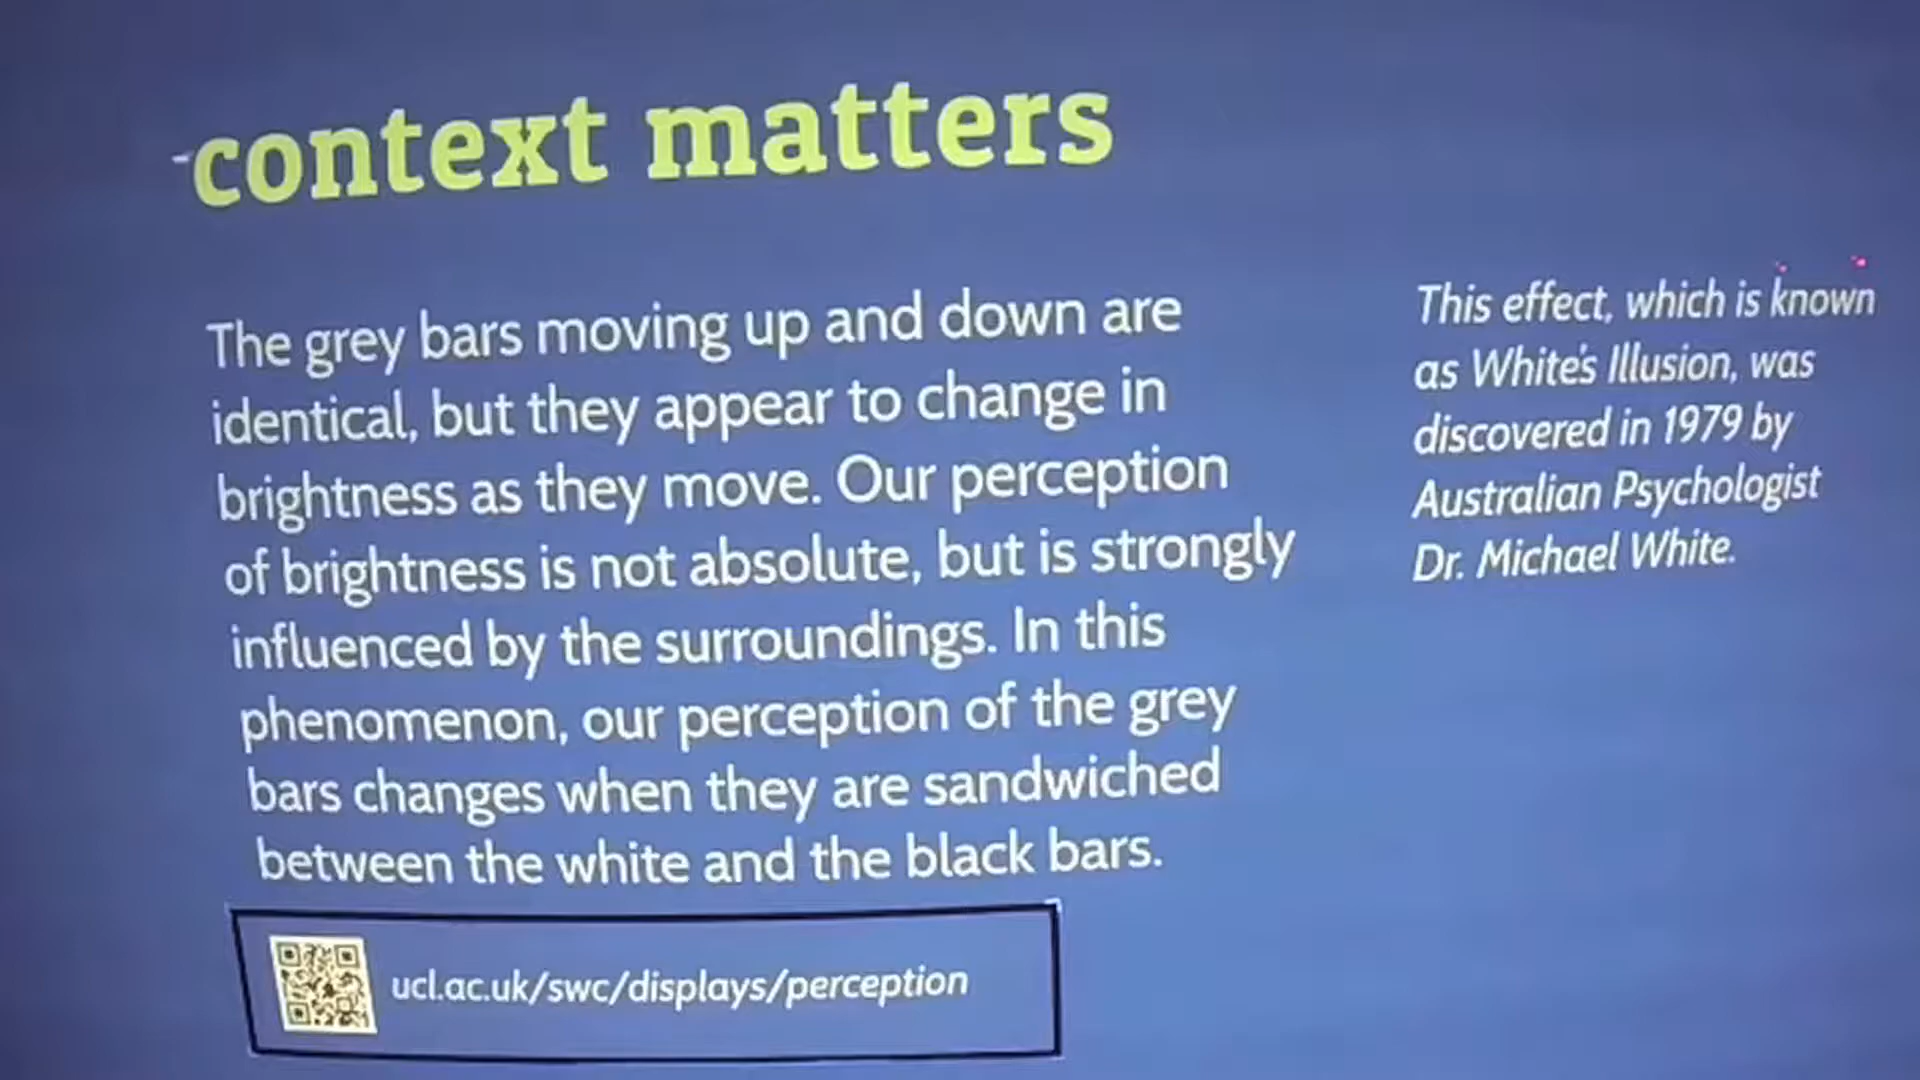 context matters
The grey bars moving up and down are
identical, but they appear to change in
brightness as they move. Our perception
of brightness is not absolute, but is strongly
influenced by the surroundings. In this
phenomenon, our perception of the grey
bars changes when they are sandwiched
between the white and the black bars.
This effect, which is known
as White's Illusion, was
discovered in 1979 by
Australian Psychologist
Dr. Michael White.
ucl.ac.uk/swc/displays/perception